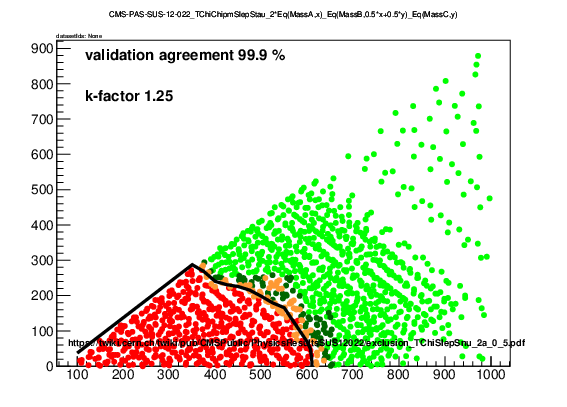 CMS-PAS-SUS-12-022_TChiChipmSlepStau_2*Eq(MassA,x)_Eq(MassB,0.5*x+0.5*y)_Eq(MassC,y)
datasetIds: None
900
validation agreement 99.9 %
800
k-factor 1.25
700
600
500
400
300
200
100
https://twiki.cern.ch/twiki/pub/CMSPublic/PhysicsResultsSUS12022/exclusion_TChiSlepSnu_2a_0_5.pdf
0
100 200 300 400 500 600 700 800 900 1000